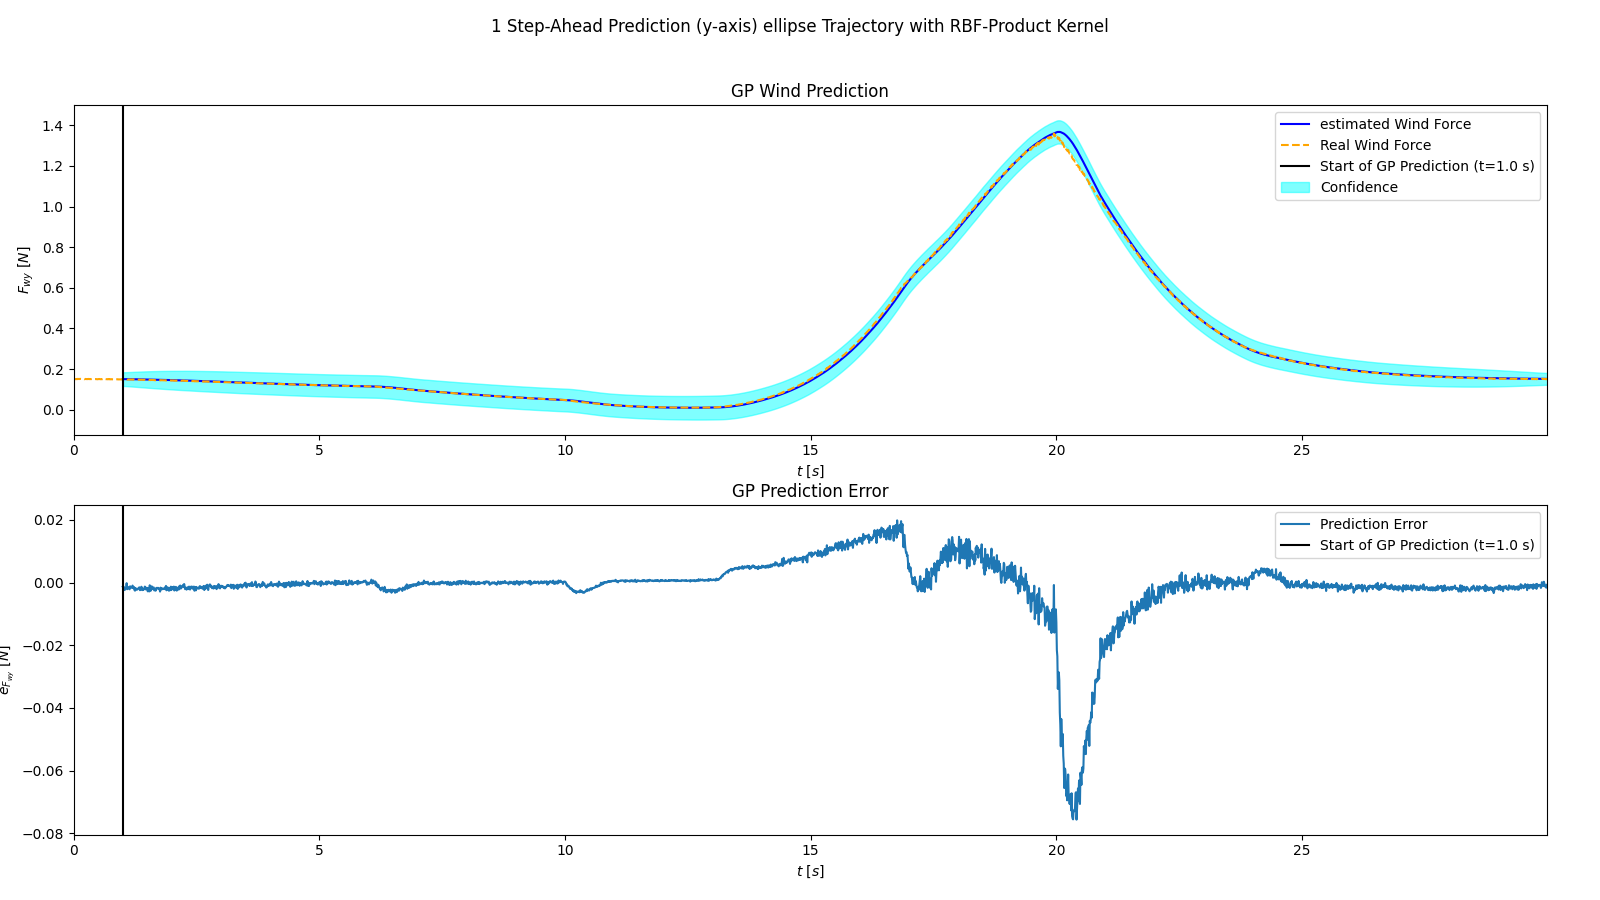 1 Step-Ahead Prediction (y-axis) ellipse Trajectory with RBF-Product Kernel
GP Wind Prediction
estimated Wind Force
Real Wind Force
Start of GP Prediction (t=1.0 s)
Confidence
F_wy [N]
1.4
1.2
1.0
0.8
0.6
0.4
0.2
0.0
0 5 10 15 20 25
t [s]
GP Prediction Error
Prediction Error
Start of GP Prediction (t=1.0 s)
e_F_wy [N]
0.02
0.00
−0.02
−0.04
−0.06
−0.08
0 5 10 15 20 25
t [s]